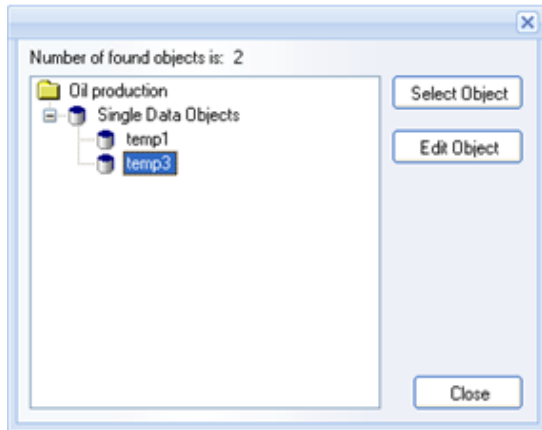 Number of found objects is: 2
Oil production
Select Object
Single Data Objects
temp1
Edit Object
temp3
Close